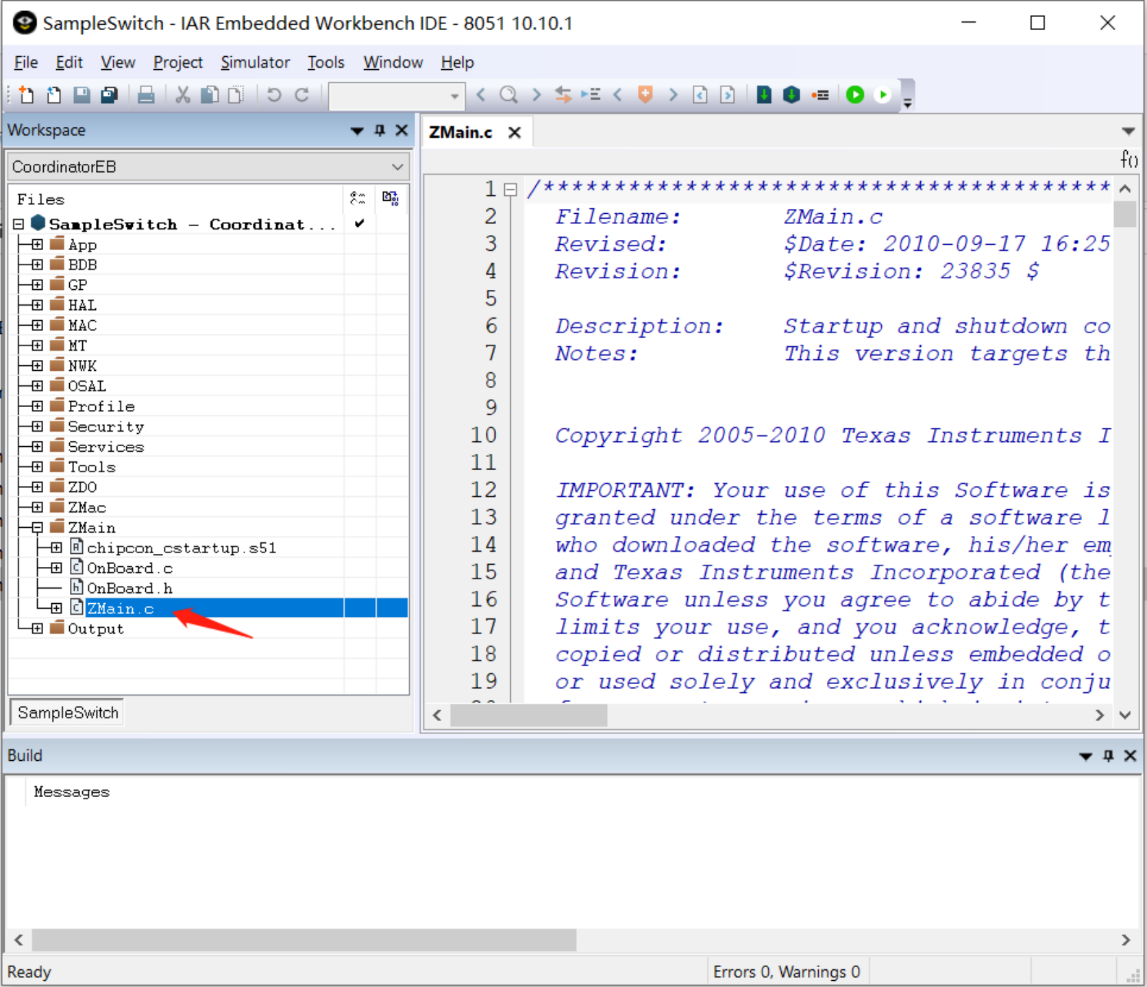 SampleSwitch - IAR Embedded Workbench IDE - 8051 10.10.1
File Edit View Project Simulator Tools Window Help
Workspace
ZMain.c
CoordinatorEB
f()
Files
SampleSwitch - Coordinat...
App
BDB
GP
HAL
MAC
MT
NWK
OSAL
Profile
Security
Services
Tools
ZDO
ZMac
ZMain
chipcon_cstartup.s51
OnBoard.c
OnBoard.h
ZMain.c
Output
SampleSwitch
1 /****************************************
2 Filename: ZMain.c
3 Revised: $Date: 2010-09-17 16:25
4 Revision: $Revision: 23835 $
5
6 Description: Startup and shutdown co
7 Notes: This version targets th
8
9
10 Copyright 2005-2010 Texas Instruments I
11
12 IMPORTANT: Your use of this Software is
13 granted under the terms of a software l
14 who downloaded the software, his/her em
15 and Texas Instruments Incorporated (the
16 Software unless you agree to abide by t
17 limits your use, and you acknowledge, t
18 copied or distributed unless embedded o
19 or used solely and exclusively in conju
Build
Messages
Ready
Errors 0, Warnings 0